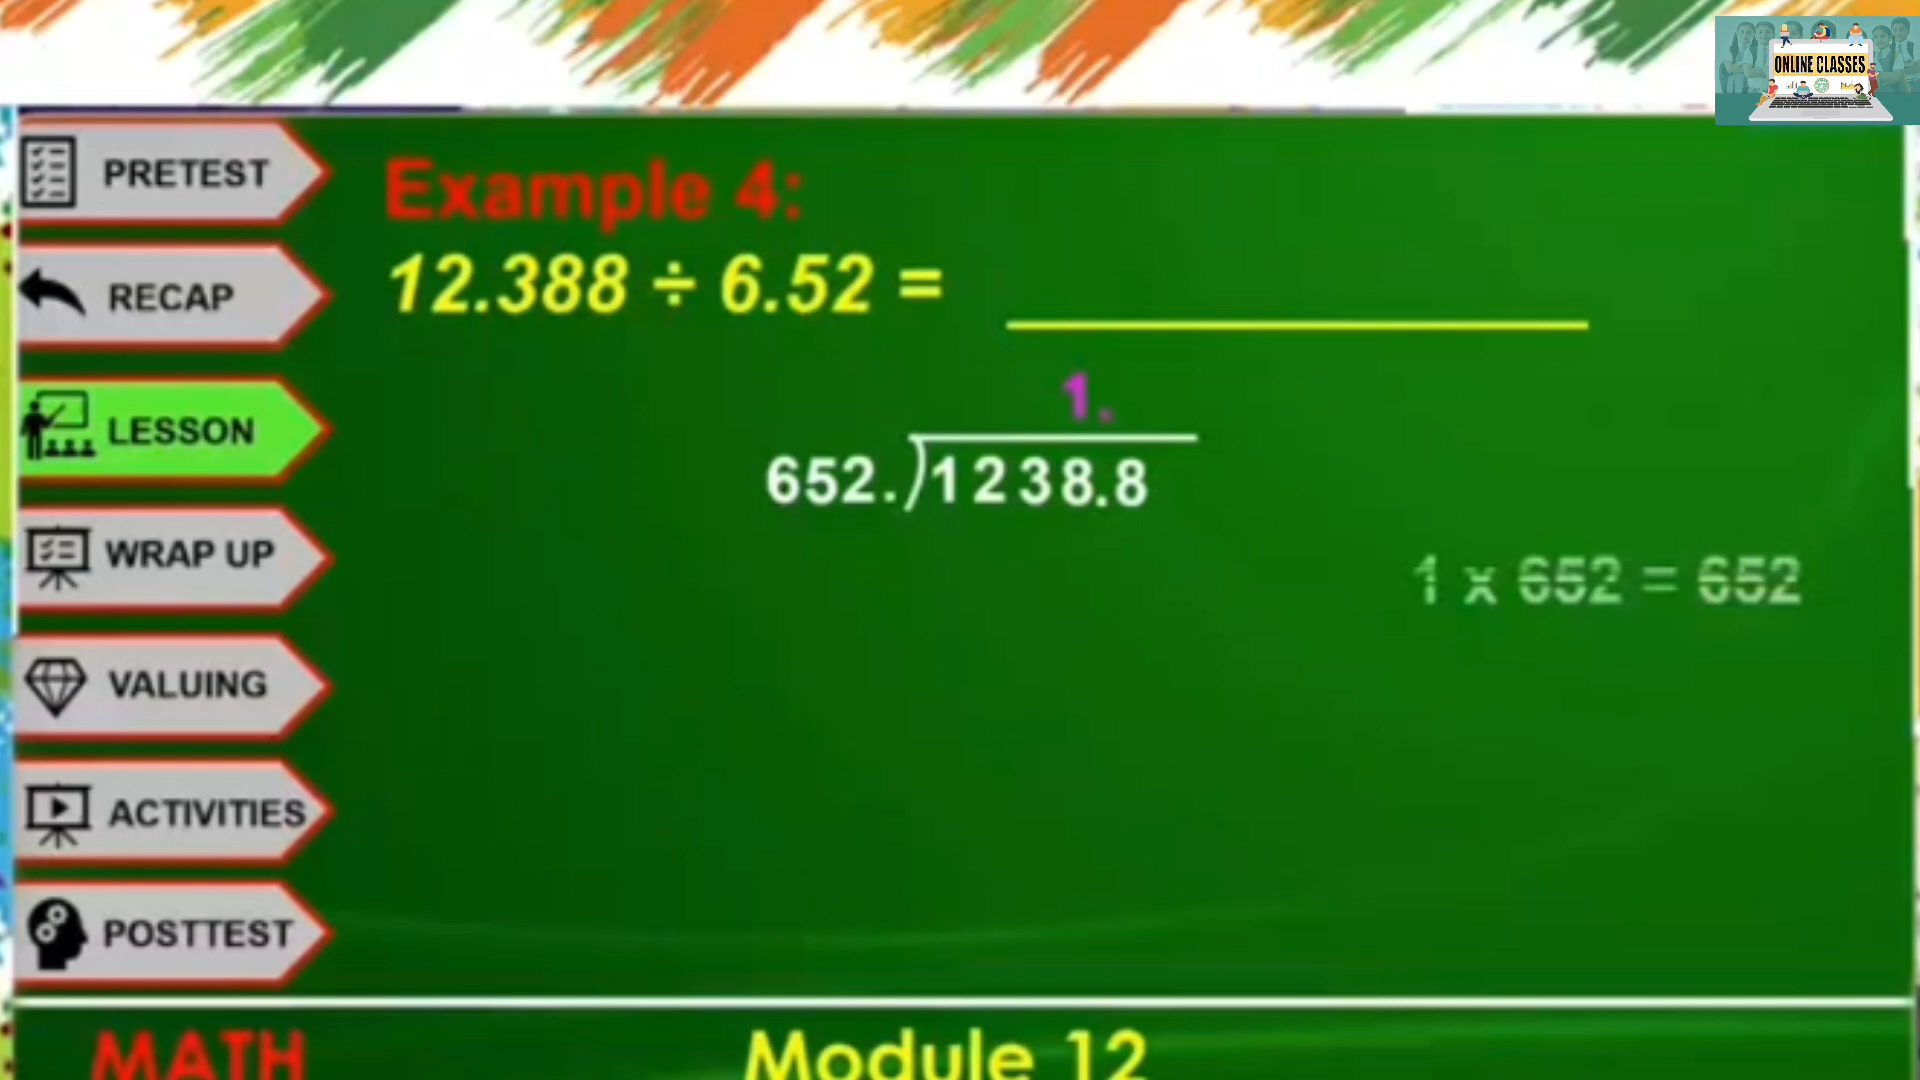 ONLINE CLASSES
PRETEST
RECAP
LESSON
WRAP UP
VALUING
ACTIVITIES
POSTTEST
Example 4:
12.388 ÷ 6.52 =
1.
652.)1238.8
1 x 652 = 652
MATH
Module 12